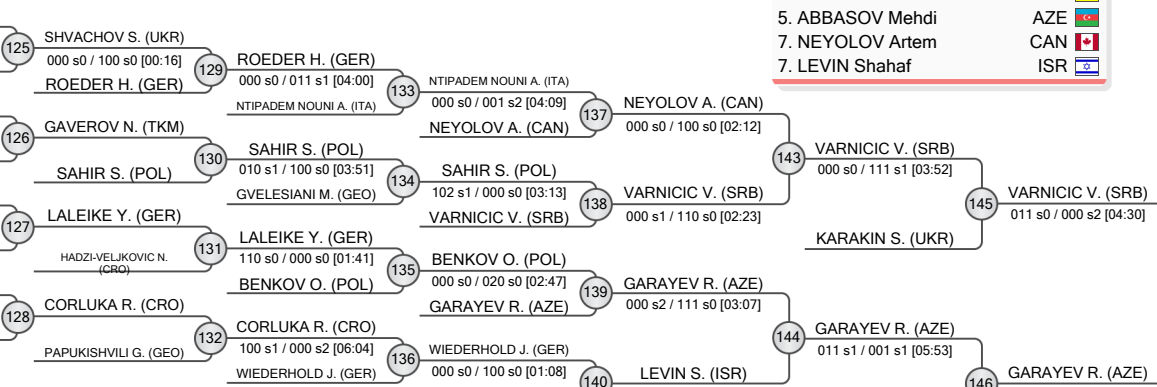 5. ABBASOV Mehdi AZE
7. NEYOLOV Artem CAN
7. LEVIN Shahaf ISR
125
SHVACHOV S. (UKR)
000 s0 / 100 s0 [00:16]
ROEDER H. (GER)
126
GAVEROV N. (TKM)
SAHIR S. (POL)
127
LALEIKE Y. (GER)
HADZI-VELJKOVIC N.
(CRO)
128
CORLUKA R. (CRO)
PAPUKISHVILI G. (GEO)
129
ROEDER H. (GER)
000 s0 / 011 s1 [04:00]
NTIPADEM NOUNI A. (ITA)
130
SAHIR S. (POL)
010 s1 / 100 s0 [03:51]
GVELESIANI M. (GEO)
131
LALEIKE Y. (GER)
110 s0 / 000 s0 [01:41]
BENKOV O. (POL)
132
CORLUKA R. (CRO)
100 s1 / 000 s2 [06:04]
WIEDERHOLD J. (GER)
133
NTIPADEM NOUNI A. (ITA)
000 s0 / 001 s2 [04:09]
NEYOLOV A. (CAN)
134
SAHIR S. (POL)
102 s1 / 000 s0 [03:13]
VARNICIC V. (SRB)
135
BENKOV O. (POL)
000 s0 / 020 s0 [02:47]
GARAYEV R. (AZE)
136
WIEDERHOLD J. (GER)
000 s0 / 100 s0 [01:08]
137
NEYOLOV A. (CAN)
000 s0 / 100 s0 [02:12]
138
VARNICIC V. (SRB)
000 s1 / 110 s0 [02:23]
139
GARAYEV R. (AZE)
000 s2 / 111 s0 [03:07]
140
LEVIN S. (ISR)
143
VARNICIC V. (SRB)
000 s0 / 111 s1 [03:52]
KARAKIN S. (UKR)
144
GARAYEV R. (AZE)
011 s1 / 001 s1 [05:53]
145
VARNICIC V. (SRB)
011 s0 / 000 s2 [04:30]
146
GARAYEV R. (AZE)